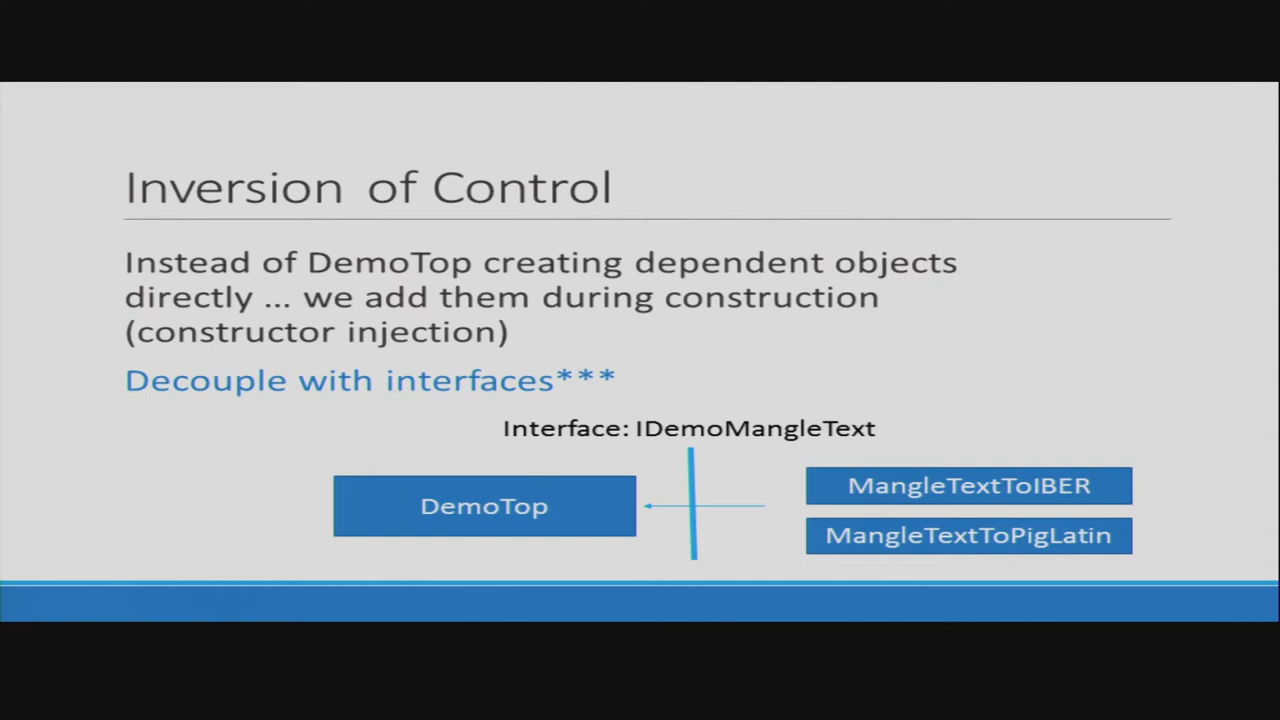 Inversion of Control
Instead of DemoTop creating dependent objects
directly ... we add them during construction
(constructor injection)
Decouple with interfaces***
Interface: IDemoMangleText
DemoTop
MangleTextToIBER
MangleTextToPigLatin